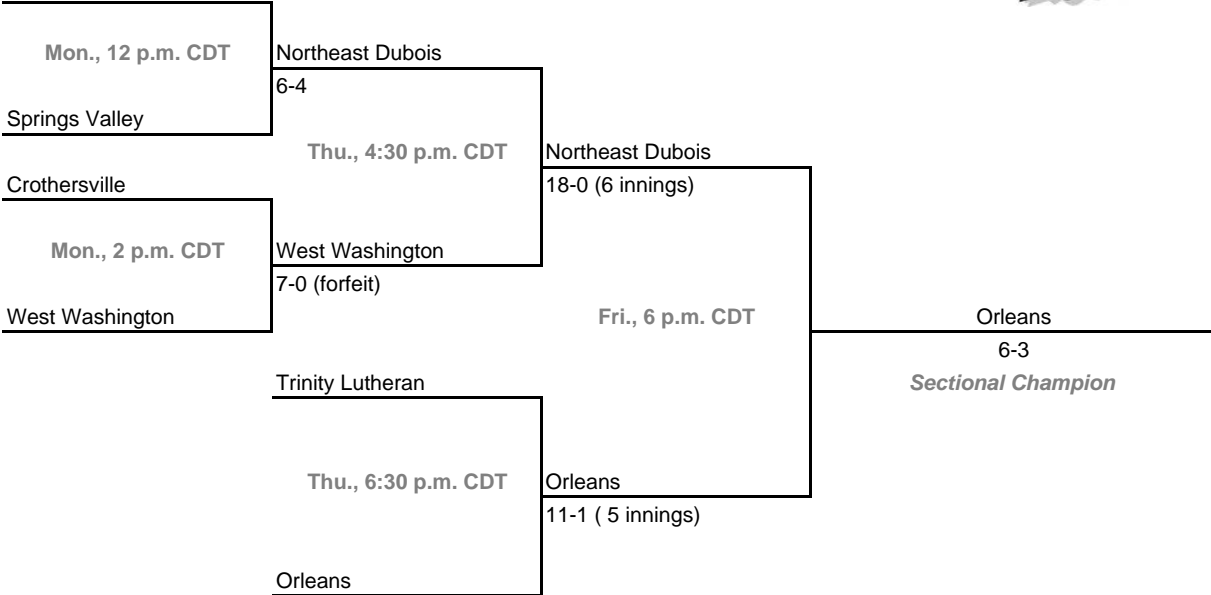 Mon., 12 p.m. CDT
Northeast Dubois
6-4
Springs Valley
Thu., 4:30 p.m. CDT
Northeast Dubois
18-0 (6 innings)
Crothersville
Mon., 2 p.m. CDT
West Washington
7-0 (forfeit)
West Washington
Fri., 6 p.m. CDT
Orleans
6-3
Sectional Champion
Trinity Lutheran
Thu., 6:30 p.m. CDT
Orleans
11-1 ( 5 innings)
Orleans